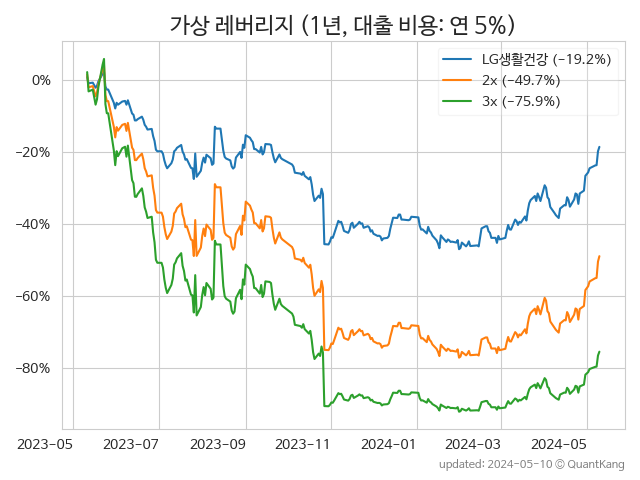 가상 레버리지 (1년, 대출 비용: 연 5%)
LG생활건강 (−19.2%)
2x (−49.7%)
3x (−75.9%)
0%
−20%
−40%
−60%
−80%
2023-05 2023-07 2023-09 2023-11 2024-01 2024-03 2024-05
updated: 2024-05-10 © QuantKang